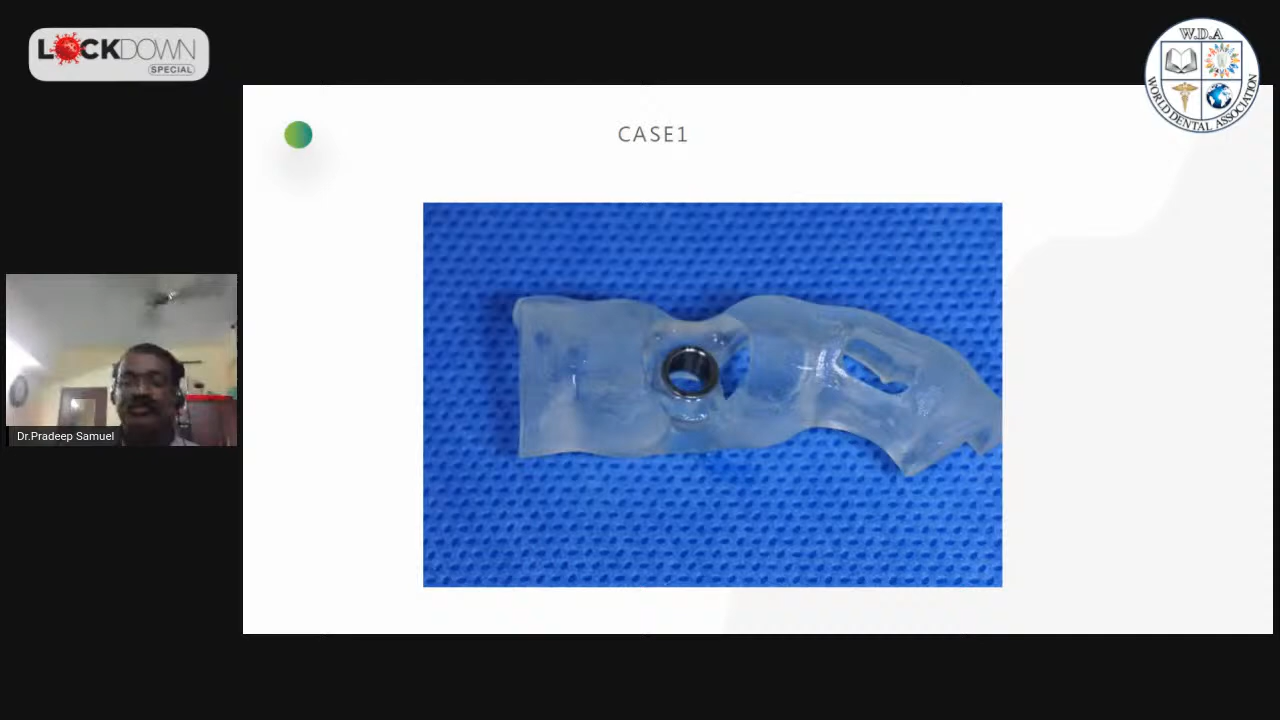 LOCKDOWN
SPECIAL
W.D.A
WORLD DENTAL ASSOCIATION
CASE1
Dr.Pradeep Samuel